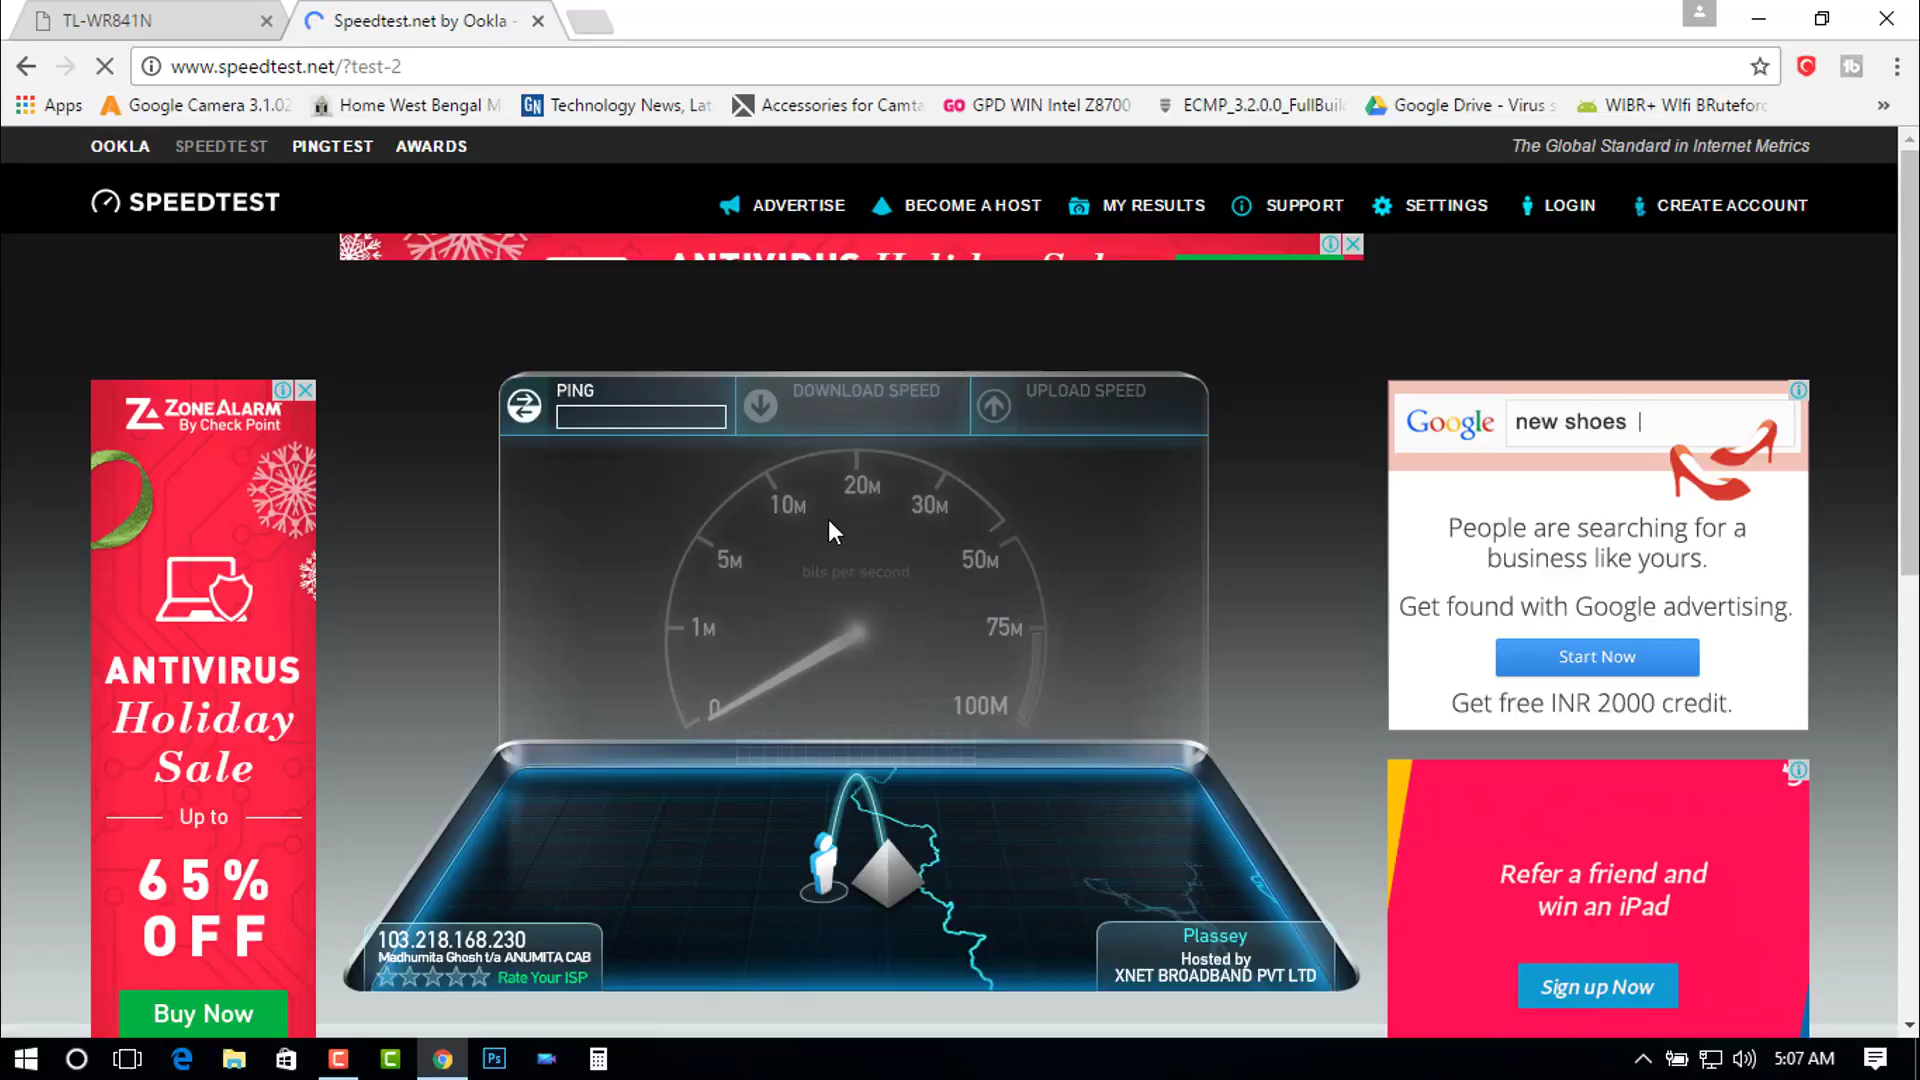 TL-WR841N
Speedtest.net by Ookla -
www.speedtest.net/?test-2
Apps
Google Camera 3.1.02
Home West Bengal M
GN
Technology News, Lat
Accessories for Camta
GO
GPD WIN Intel Z8700
ECMP_3.2.0.0_FullBuil
Google Drive - Virus s
WIBR+ WIfi BRutefor
OOKLA
SPEEDTEST
PINGTEST
AWARDS
The Global Standard in Internet Metrics
SPEEDTEST
ADVERTISE
BECOME A HOST
MY RESULTS
SUPPORT
SETTINGS
LOGIN
CREATE ACCOUNT
ANTIVIRUS Holiday Sale
PING
DOWNLOAD SPEED
UPLOAD SPEED
ZONEALARM
By Check Point
ANTIVIRUS
Holiday
Sale
Up to
65%
OFF
Buy Now
20M
10M
30M
5M
50M
bits per second
1M
75M
0
100M
103.218.168.230
Madhumita Ghosh t/a ANUMITA CAB
Rate Your ISP
Plassey
Hosted by
XNET BROADBAND PVT LTD
Google
new shoes
People are searching for a
business like yours.
Get found with Google advertising.
Start Now
Get free INR 2000 credit.
Refer a friend and
win an iPad
Sign up Now
Ps
5:07 AM